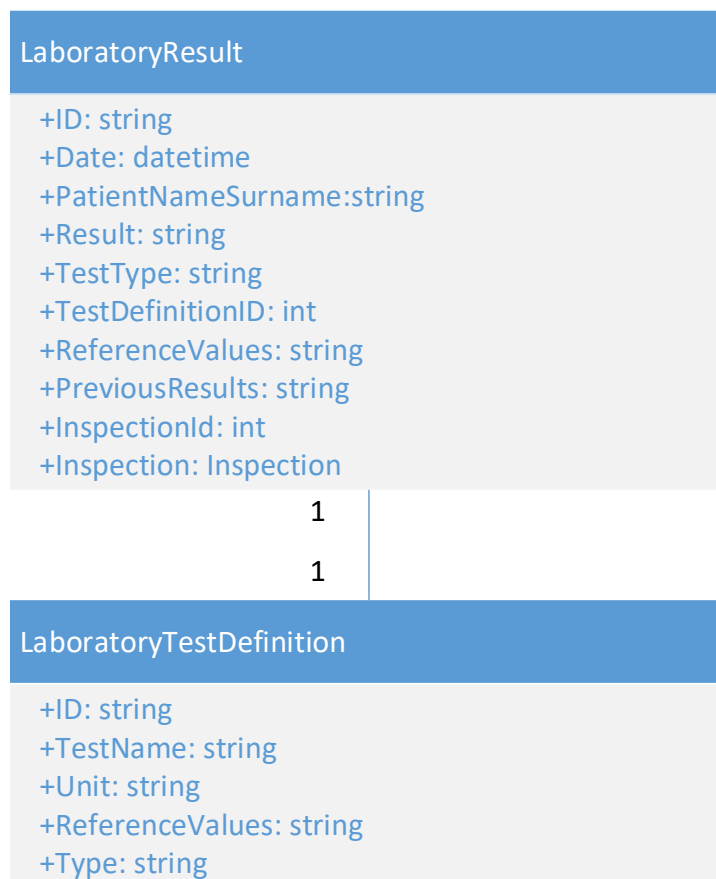 LaboratoryResult
+ID: string
+Date: datetime
+PatientNameSurname:string
+Result: string
+TestType: string
+TestDefinitionID: int
+ReferenceValues: string
+PreviousResults: string
+InspectionId: int
+Inspection: Inspection
1
1
LaboratoryTestDefinition
+ID: string
+TestName: string
+Unit: string
+ReferenceValues: string
+Type: string